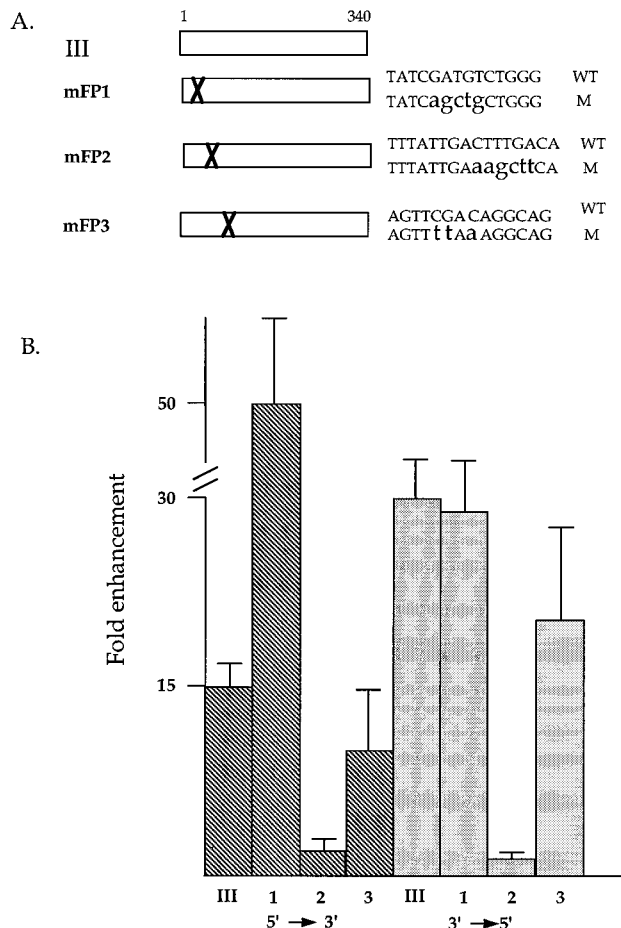 A.
1 340
III
mFP1 TATCGATGTCTGGG WT
TATCagctgCTGGG M
mFP2 TTTATTGACTTTGACA WT
TTTATTGAaagcttCA M
mFP3 AGTTCGACAGGCAG WT
AGTTttAaAGGCAG M
B.
Fold enhancement
50
30
15
III 1 2 3 III 1 2 3
5' → 3' 3' → 5'